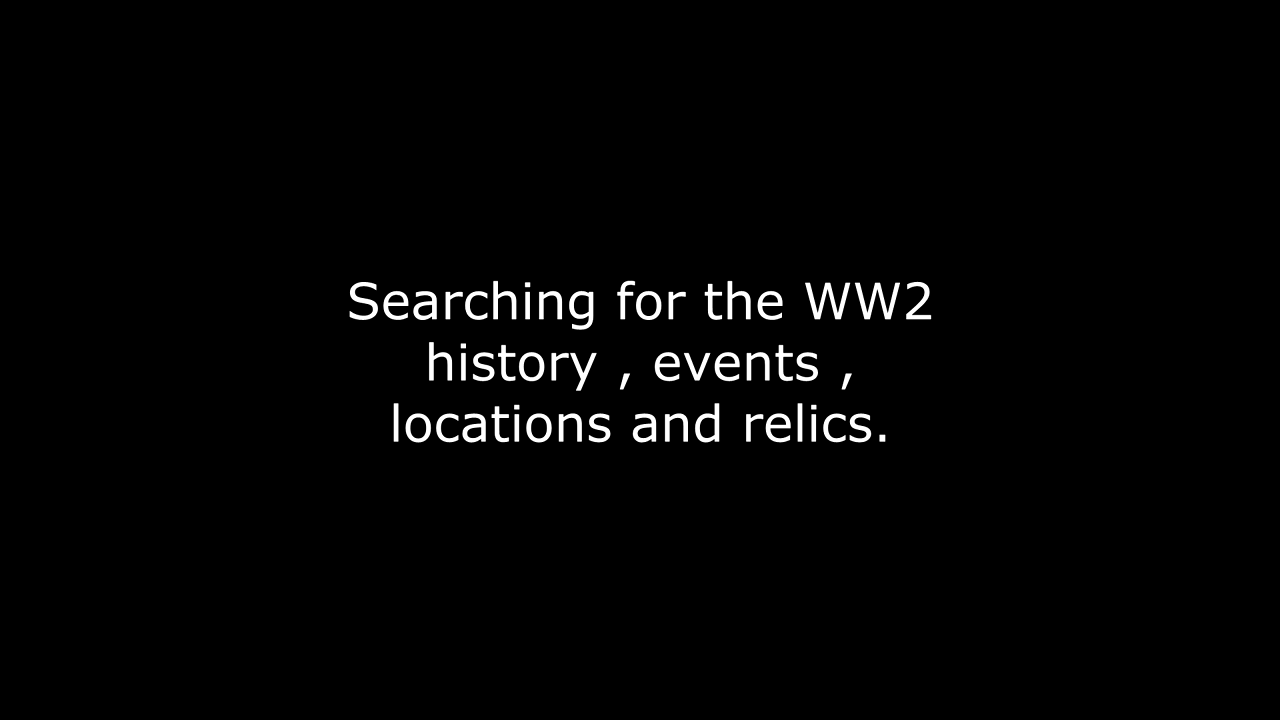 Searching for the WW2
history , events ,
locations and relics.